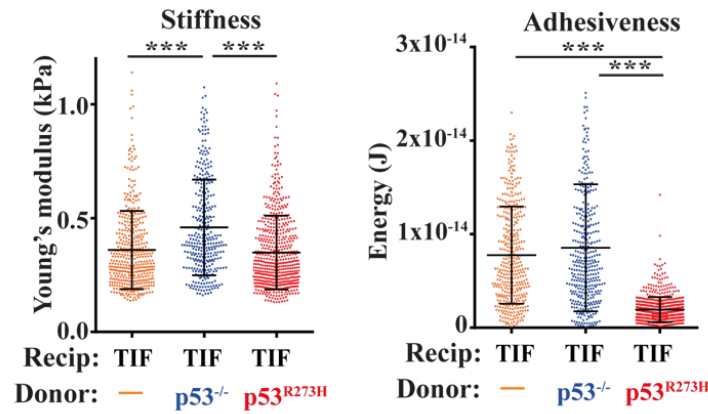 Stiffness
*** ***
Young's modulus (kPa)
1.0
0.5
0.0
Recip: TIF TIF TIF
Donor: — p53-/- p53R273H
Adhesiveness
***
***
Energy (J)
3x10-14
2x10-14
1x10-14
0
Recip: TIF TIF TIF
Donor: — p53-/- p53R273H